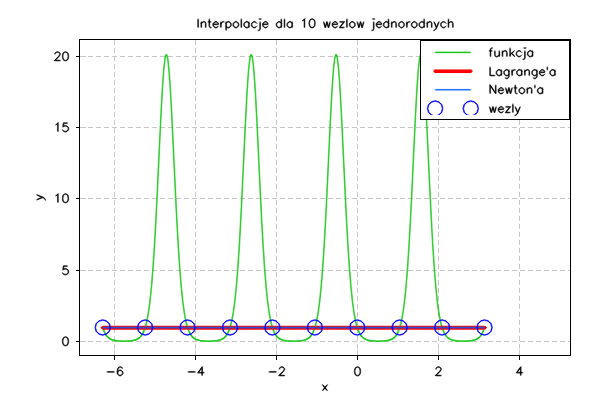 Interpolacje dla 10 wezlow jednorodnych
funkcja
Lagrange'a
Newton'a
wezly
20
15
10
5
0
y
−6 −4 −2 0 2 4
x